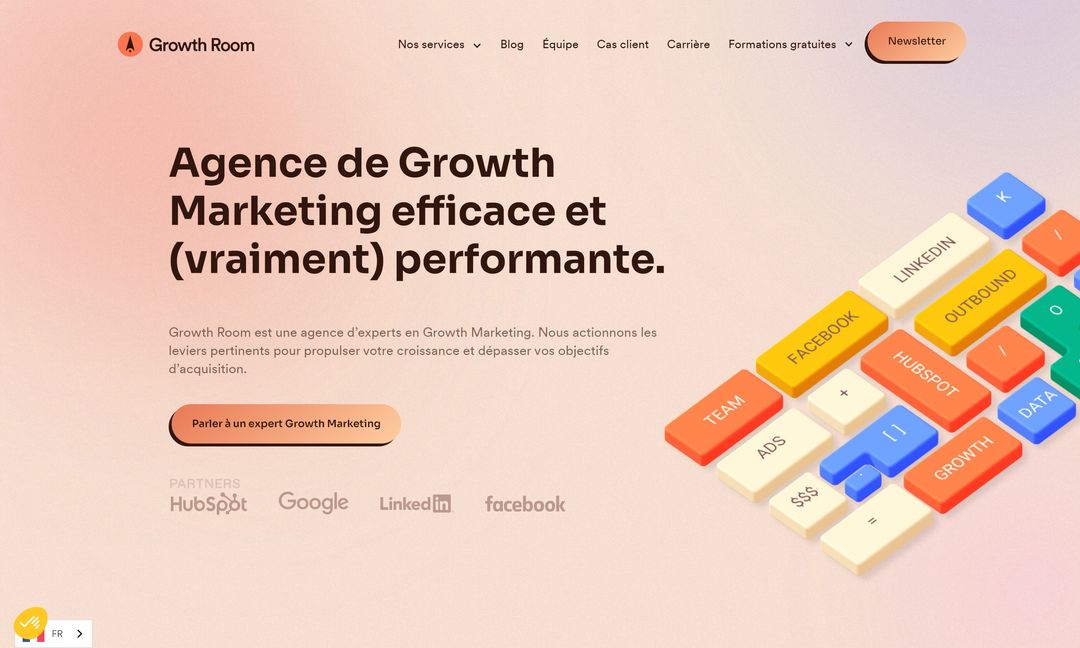 Growth Room
Nos services
Blog
Équipe
Cas client
Carrière
Formations gratuites
Newsletter
Agence de Growth
Marketing efficace et
(vraiment) performante.
Growth Room est une agence d’experts en Growth Marketing. Nous actionnons les
leviers pertinents pour propulser votre croissance et dépasser vos objectifs
d’acquisition.
Parler à un expert Growth Marketing
PARTNERS
HubSpot
Google
Linked in
facebook
K
/
LINKEDIN
OUTBOUND
O
FACEBOOK
HUBSPOT
/
TEAM
+
DATA
ADS
[ ]
GROWTH
$$$
=
FR